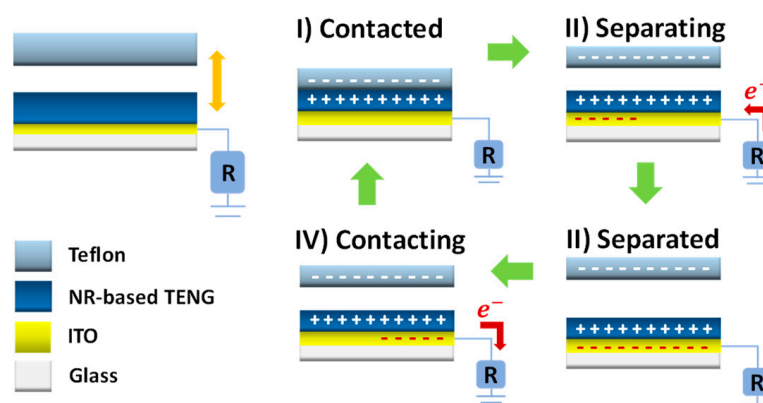 I) Contacted
II) Separating
- - - - - - - - - -
- - - - - - - - - -
+ + + + + + + + + +
+ + + + + + + + + +
e⁻
- - - - - -
R
R
R
IV) Contacting
II) Separated
- - - - - - - - - -
- - - - - - - - - -
Teflon
NR-based TENG
+ + + + + + + + + +
+ + + + + + + + + +
e⁻
- - - - - -
- - - - - - - - - -
ITO
Glass
R
R